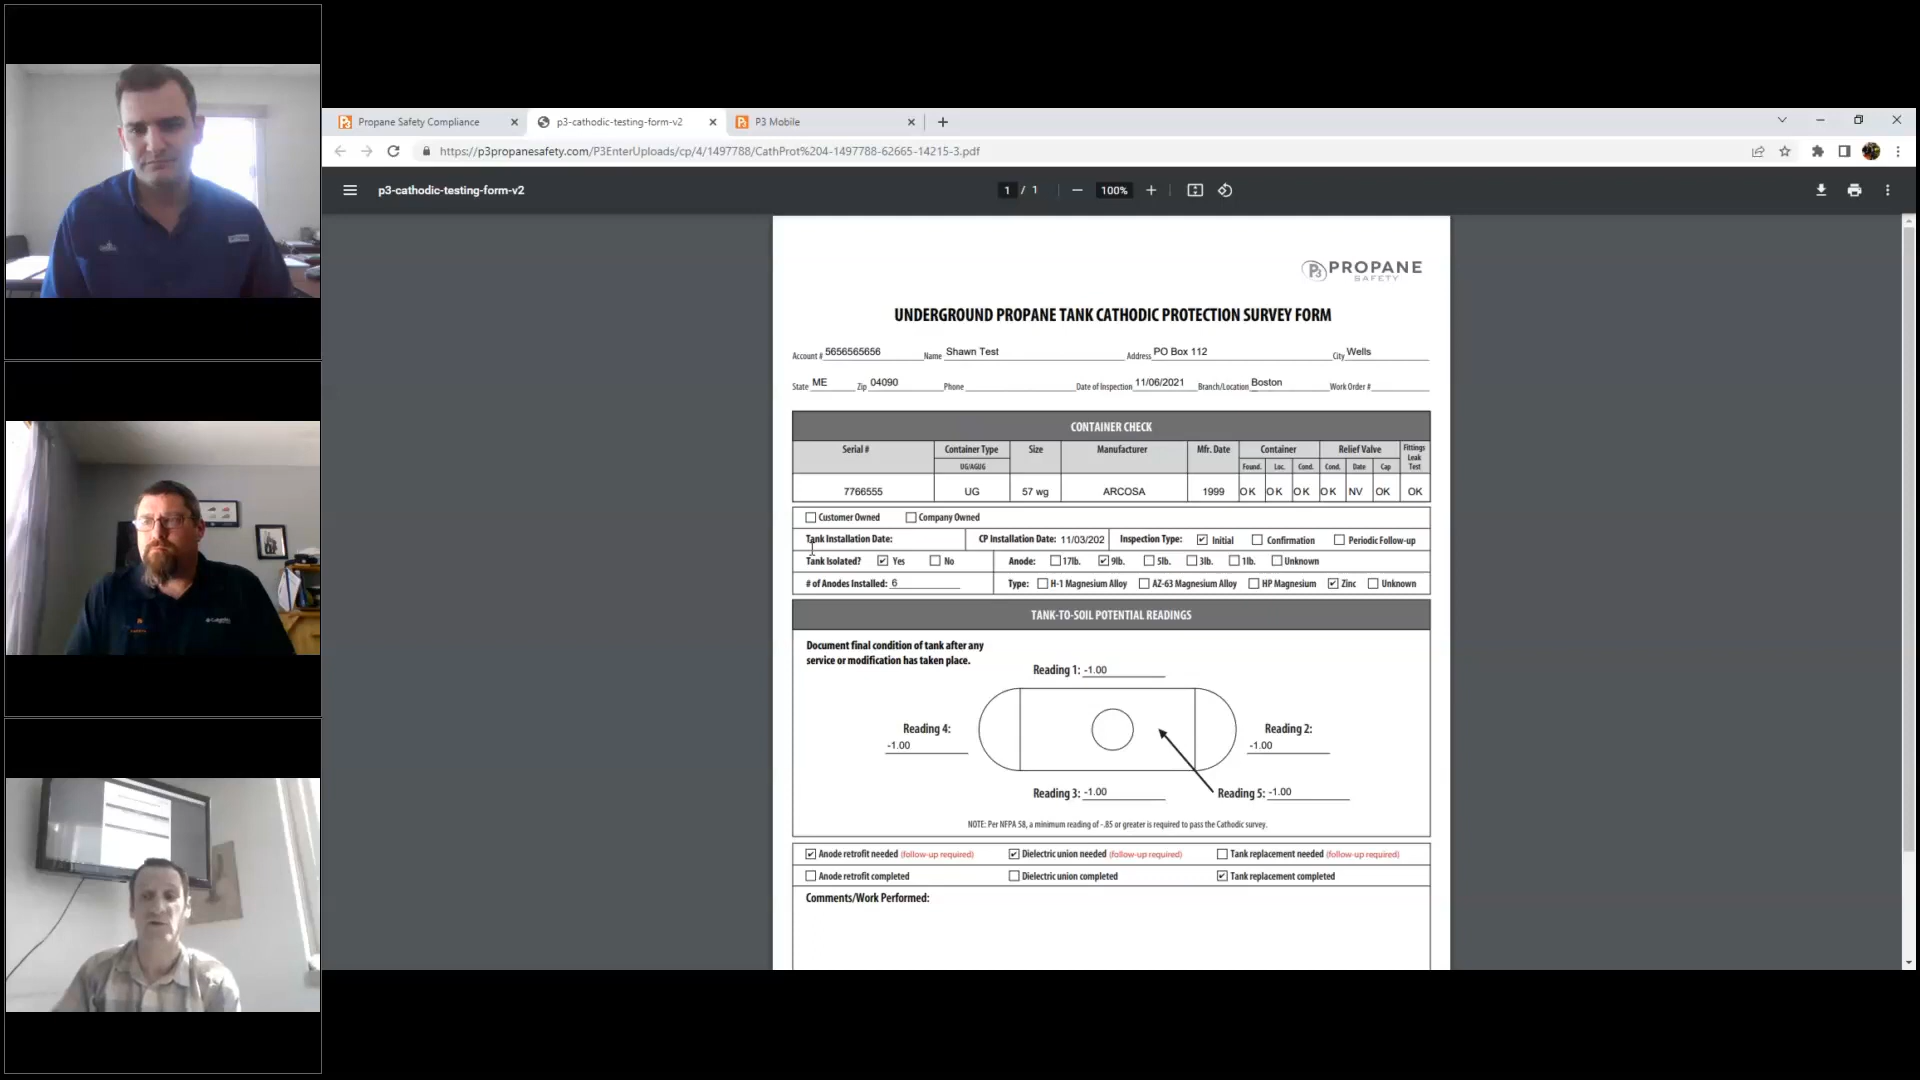 Propane Safety Compliance
p3-cathodic-testing-form-v2
P3 Mobile
https://p3propanesafety.com/P3EnterUploads/cp/4/1497788/CathProt%204-1497788-62665-14215-3.pdf
p3-cathodic-testing-form-v2
1 / 1
100%
P3 PROPANE
SAFETY
UNDERGROUND PROPANE TANK CATHODIC PROTECTION SURVEY FORM
Account # 5656565656 Name Shawn Test Address PO Box 112 City Wells
State ME Zip 04090 Phone Date of Inspection 11/06/2021 Branch/Location Boston Work Order #
CONTAINER CHECK
Serial # Container Type Size Manufacturer Mfr. Date Container Relief Valve Fittings Leak Test
UG/AGUG Found. Loc. Cond. Cond. Date Cap
7766555 UG 57 wg ARCOSA 1999 OK OK OK OK NV OK OK
Customer Owned Company Owned
Tank Installation Date: CP Installation Date: 11/03/202 Inspection Type: Initial Confirmation Periodic Follow-up
Tank Isolated? Yes No Anode: 17lb. 9lb. 5lb. 3lb. 1lb. Unknown
# of Anodes Installed: 6 Type: H-1 Magnesium Alloy AZ-63 Magnesium Alloy HP Magnesium Zinc Unknown
TANK-TO-SOIL POTENTIAL READINGS
Document final condition of tank after any
service or modification has taken place.
Reading 1: -1.00
Reading 4:
-1.00
Reading 2:
-1.00
Reading 3: -1.00
Reading 5: -1.00
NOTE: Per NFPA 58, a minimum reading of -.85 or greater is required to pass the Cathodic survey.
Anode retrofit needed (follow-up required) Dielectric union needed (follow-up required) Tank replacement needed (follow-up required)
Anode retrofit completed Dielectric union completed Tank replacement completed
Comments/Work Performed: